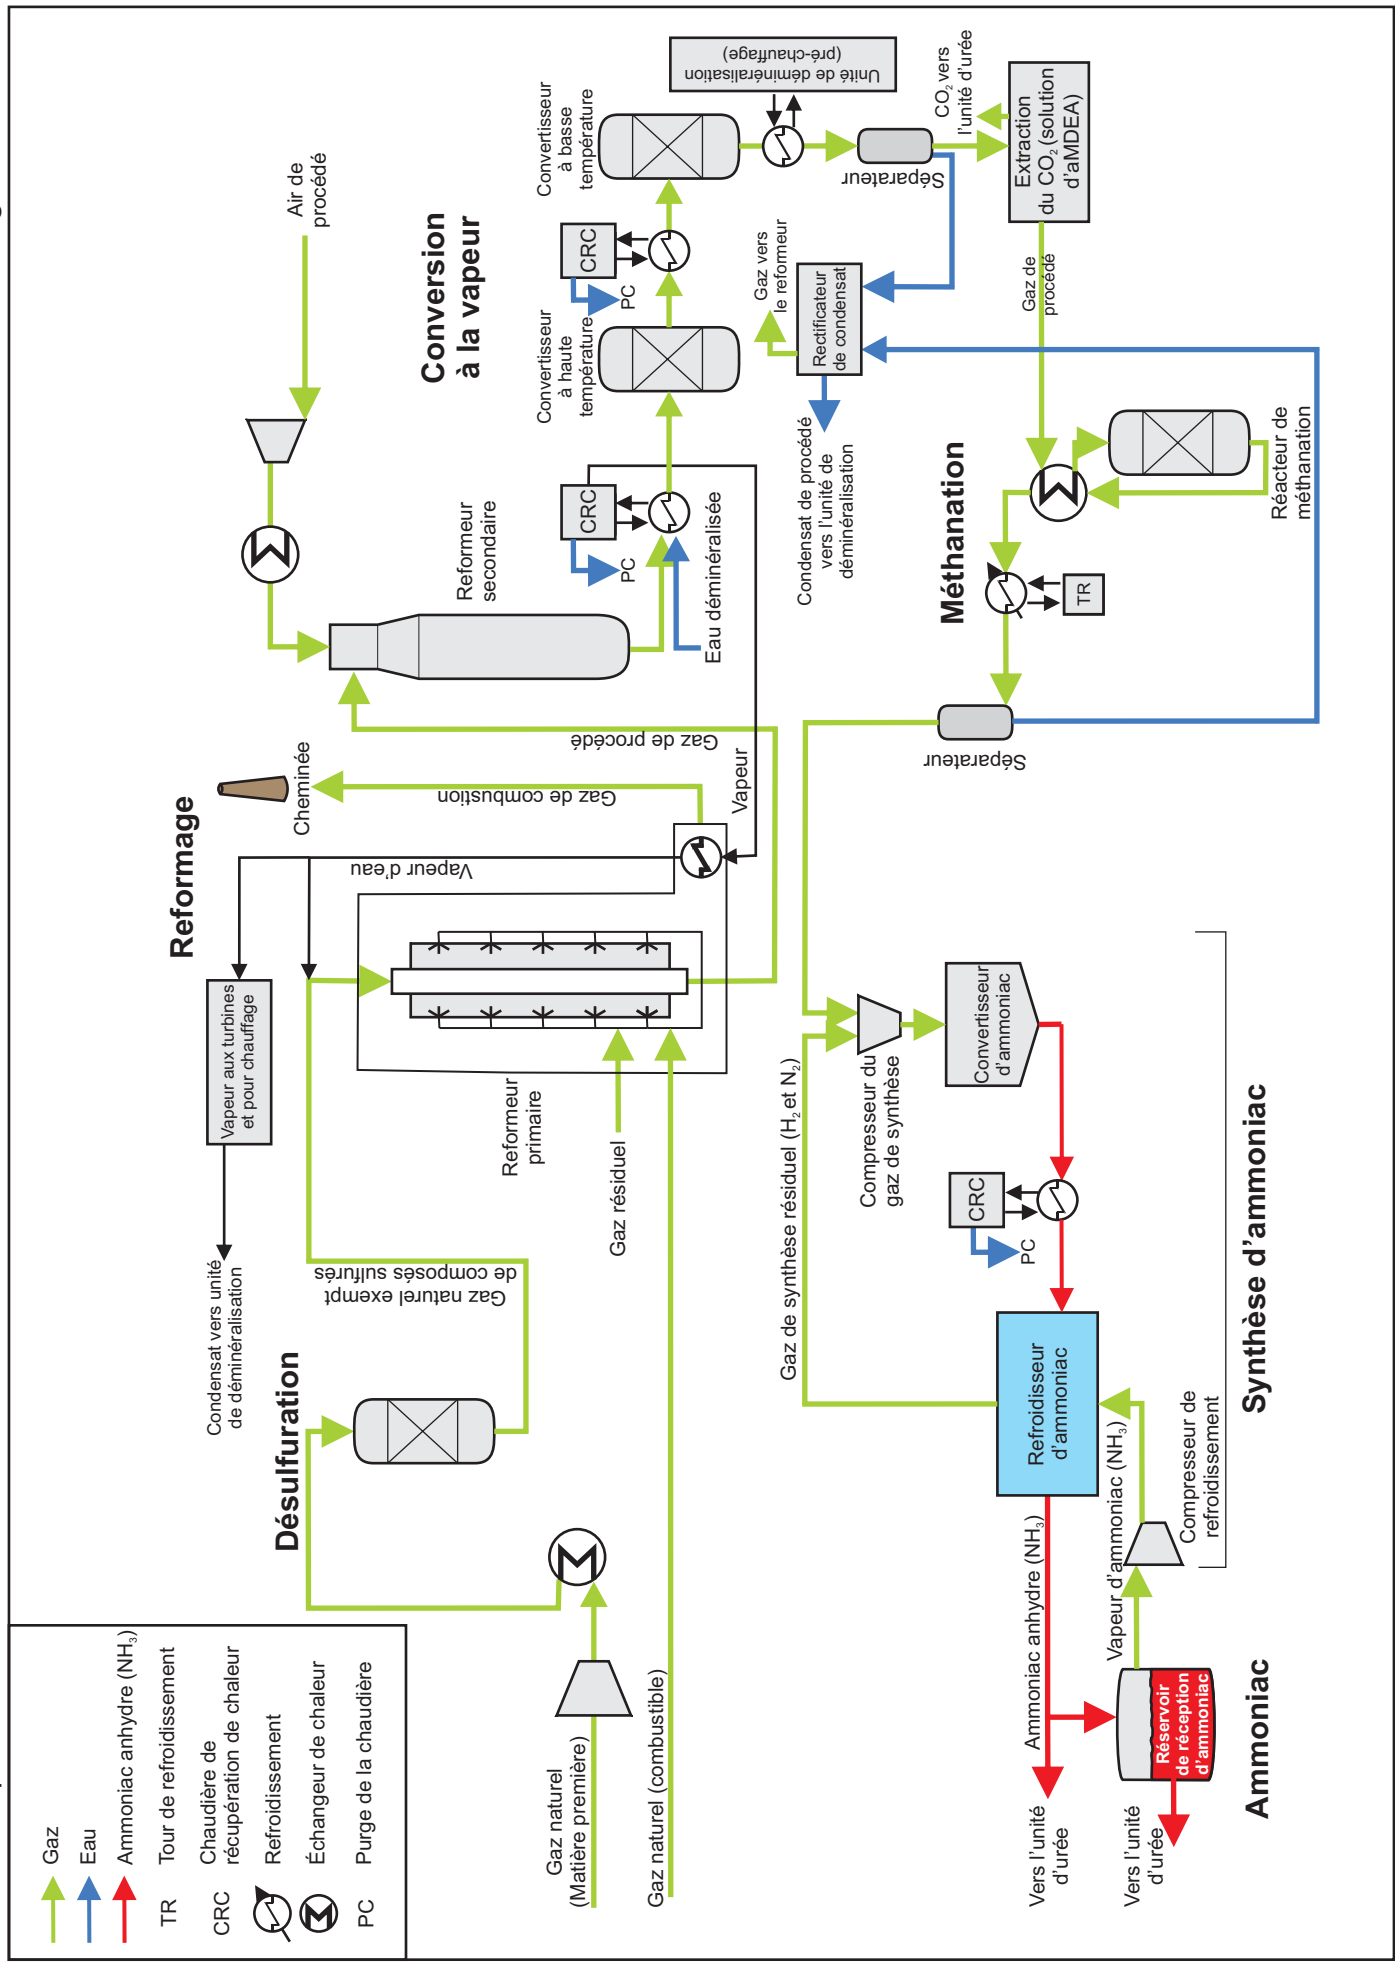 Gaz
Eau
Ammoniac anhydre (NH₃)
TR
Tour de refroidissement
CRC
Chaudière de
récupération de chaleur
Refroidissement
Échangeur de chaleur
PC
Purge de la chaudière
Désulfuration
Gaz naturel
(Matière première)
Gaz naturel (combustible)
Gaz naturel exempt
de composés sulfurés
Condensat vers unité
de déminéralisation
Vapeur aux turbines
et pour chauffage
Reformage
Reformeur
primaire
Gaz résiduel
Vapeur d'eau
Cheminée
Gaz de combustion
Gaz de procédé
Vapeur
Reformeur
secondaire
Air de
procédé
Eau déminéralisée
CRC
PC
Conversion
à la vapeur
Convertisseur
à haute
température
CRC
PC
Convertisseur
à basse
température
Unité de déminéralisation
(pré-chauffage)
Séparateur
CO₂ vers
l'unité d'urée
Extraction
du CO₂ (solution
d'aMDEA)
Gaz vers
le reformeur
Rectificateur
de condensat
Condensat de procédé
vers l'unité de
déminéralisation
Gaz de
procédé
Méthanation
Réacteur de
méthanation
TR
Séparateur
Gaz de synthèse résiduel (H₂ et N₂)
Compresseur du
gaz de synthèse
Convertisseur
d'ammoniac
CRC
PC
Refroidisseur
d'ammoniac
Synthèse d'ammoniac
Compresseur de
refroidissement
Vapeur d'ammoniac (NH₃)
Ammoniac anhydre (NH₃)
Réservoir
de réception
d'ammoniac
Ammoniac
Vers l'unité
d'urée
Vers l'unité
d'urée